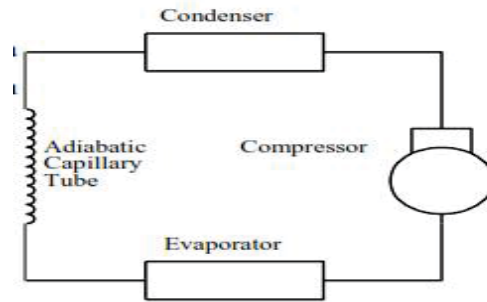 Condenser
Adiabatic
Capillary
Tube
Compressor
Evaporator